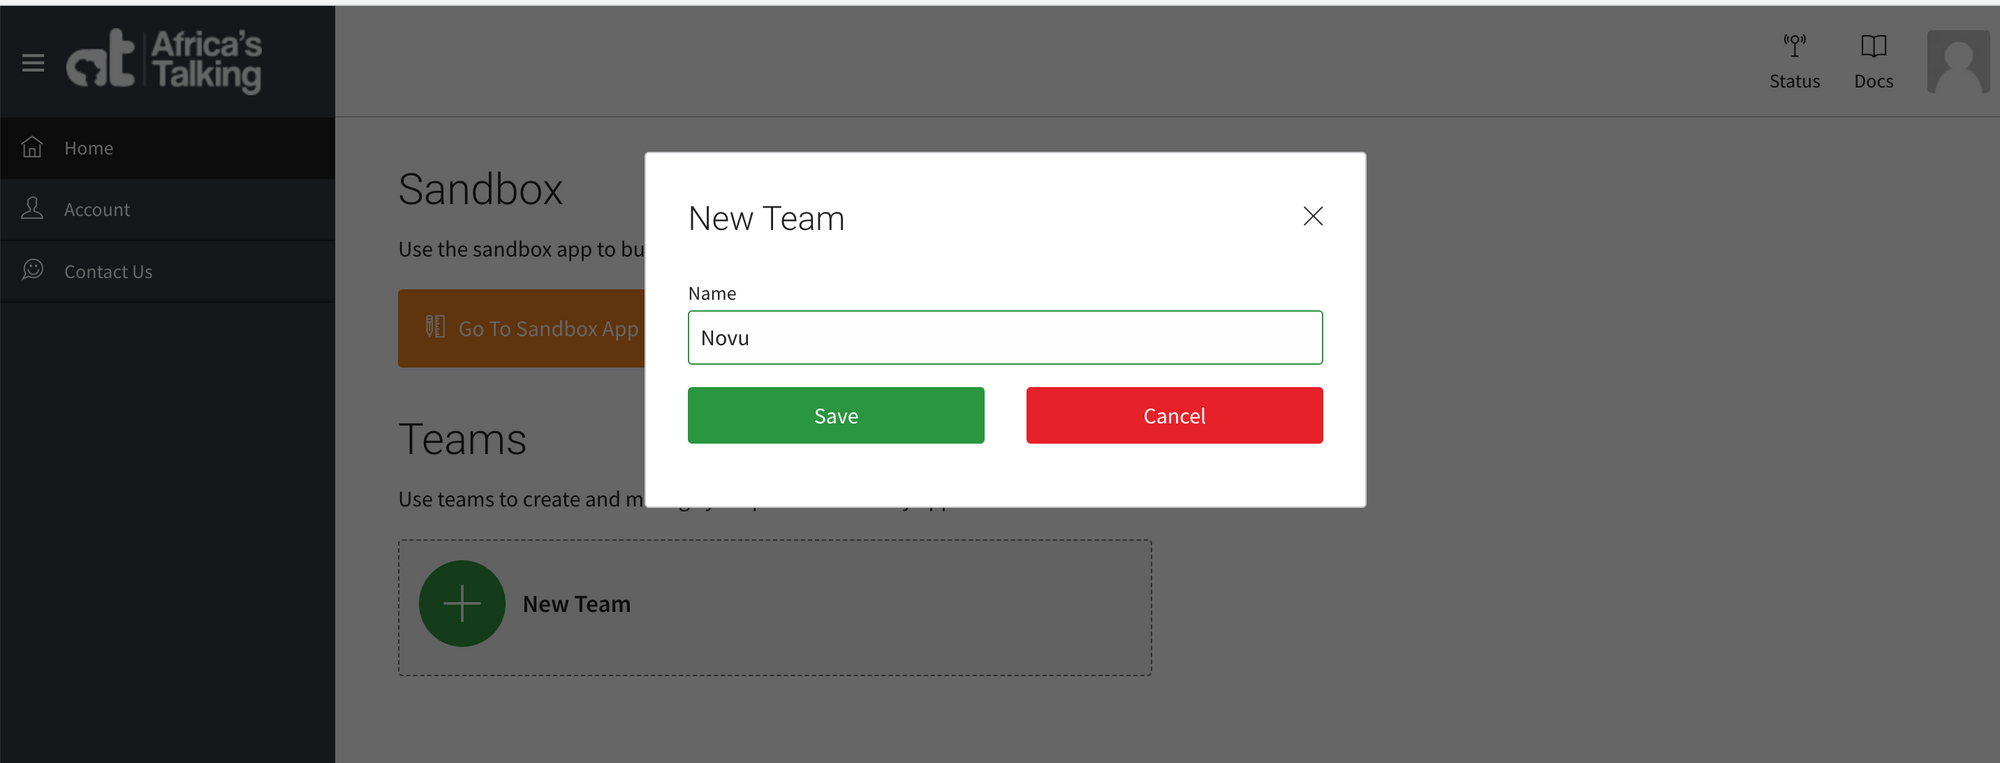 Africa's
Talking
Status
Docs
Home
Account
Contact Us
Sandbox
Use the sandbox app to bu
Go To Sandbox App
Teams
Use teams to create and m
New Team
New Team
Name
Novu
Save
Cancel